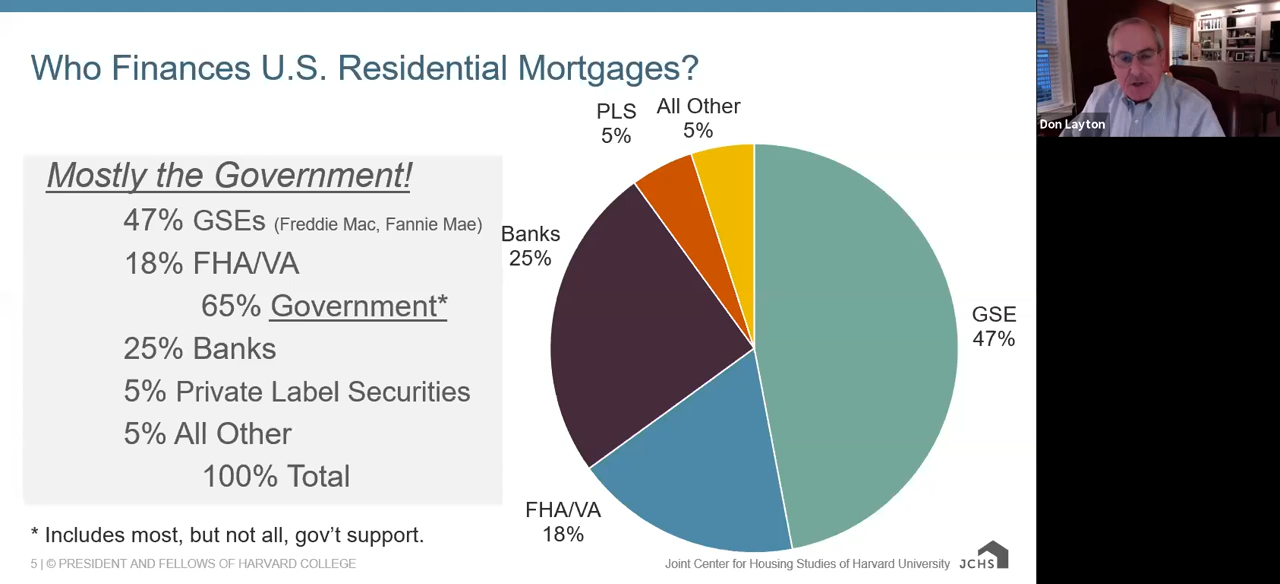 Who Finances U.S. Residential Mortgages?
Mostly the Government!
47% GSEs (Freddie Mac, Fannie Mae)
18% FHA/VA
65% Government*
25% Banks
5% Private Label Securities
5% All Other
100% Total
* Includes most, but not all, gov't support.
PLS
5%
All Other
5%
Banks
25%
GSE
47%
FHA/VA
18%
5 | © PRESIDENT AND FELLOWS OF HARVARD COLLEGE
Joint Center for Housing Studies of Harvard University
JCHS
Don Layton